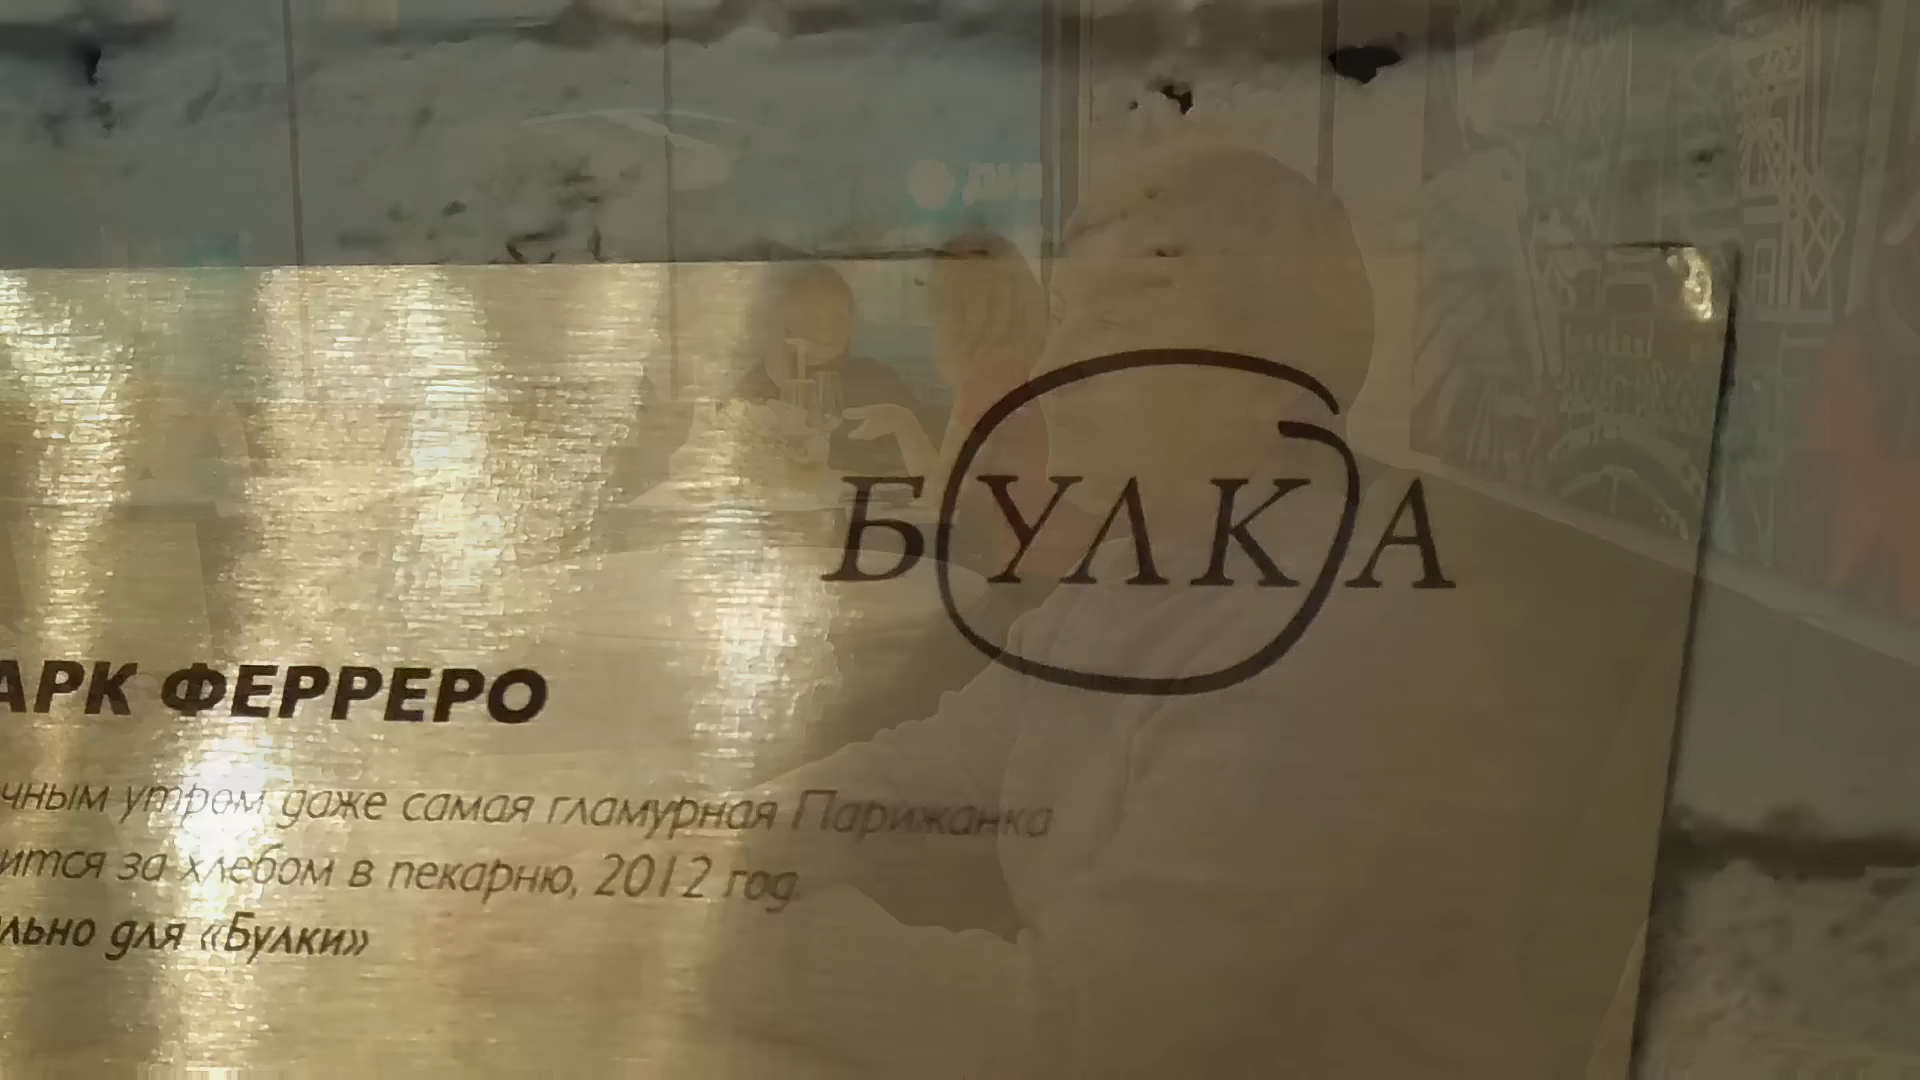 БУЛКА
АРК ФЕРРЕРО
чным утром даже самая гламурная Парижанка
ится за хлебом в пекарню, 2012 год.
льно для «Булки»